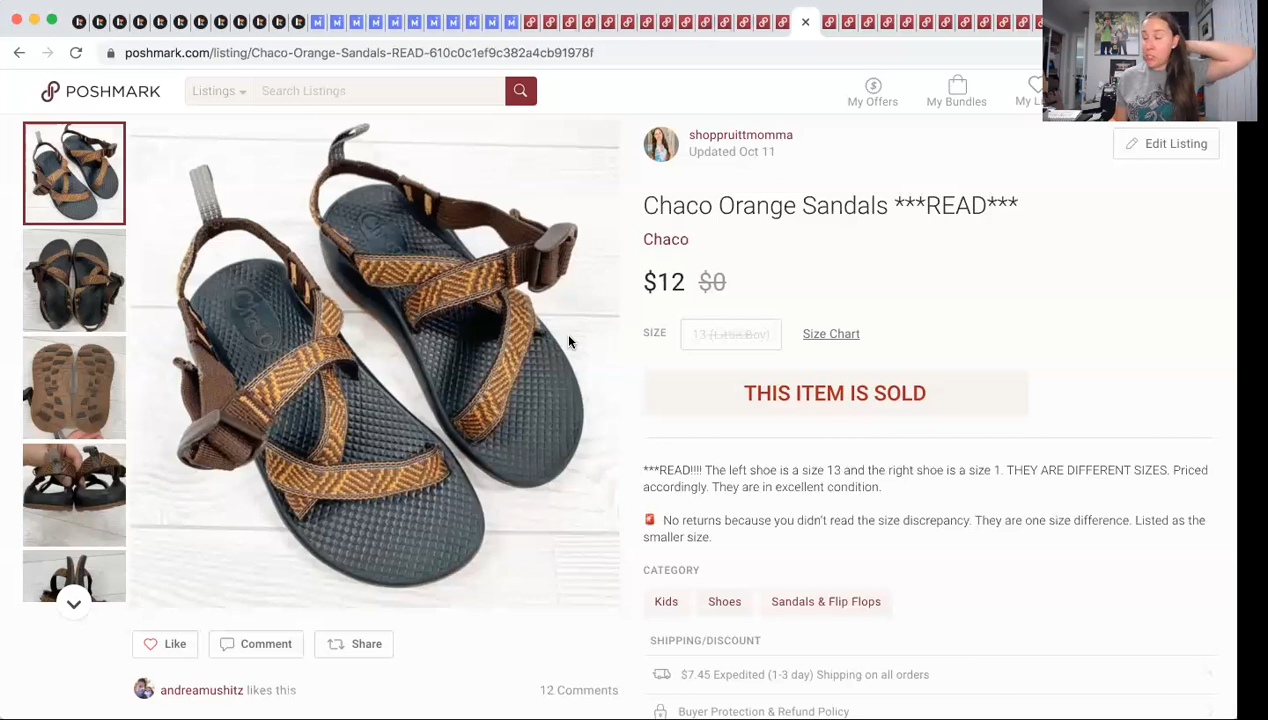 poshmark.com/listing/Chaco-Orange-Sandals-READ-610c0c1ef9c382a4cb91978f
POSHMARK
Listings
Search Listings
My Offers
My Bundles
My L
shoppruittmomma
Updated Oct 11
Edit Listing
Chaco Orange Sandals ***READ***
Chaco
$12 $0
SIZE
13 (Little Boy)
Size Chart
THIS ITEM IS SOLD
***READ!!!! The left shoe is a size 13 and the right shoe is a size 1. THEY ARE DIFFERENT SIZES. Priced
accordingly. They are in excellent condition.
🚨 No returns because you didn't read the size discrepancy. They are one size difference. Listed as the
smaller size.
CATEGORY
Kids
Shoes
Sandals & Flip Flops
SHIPPING/DISCOUNT
$7.45 Expedited (1-3 day) Shipping on all orders
Buyer Protection & Refund Policy
Like
Comment
Share
andreamushitz likes this
12 Comments